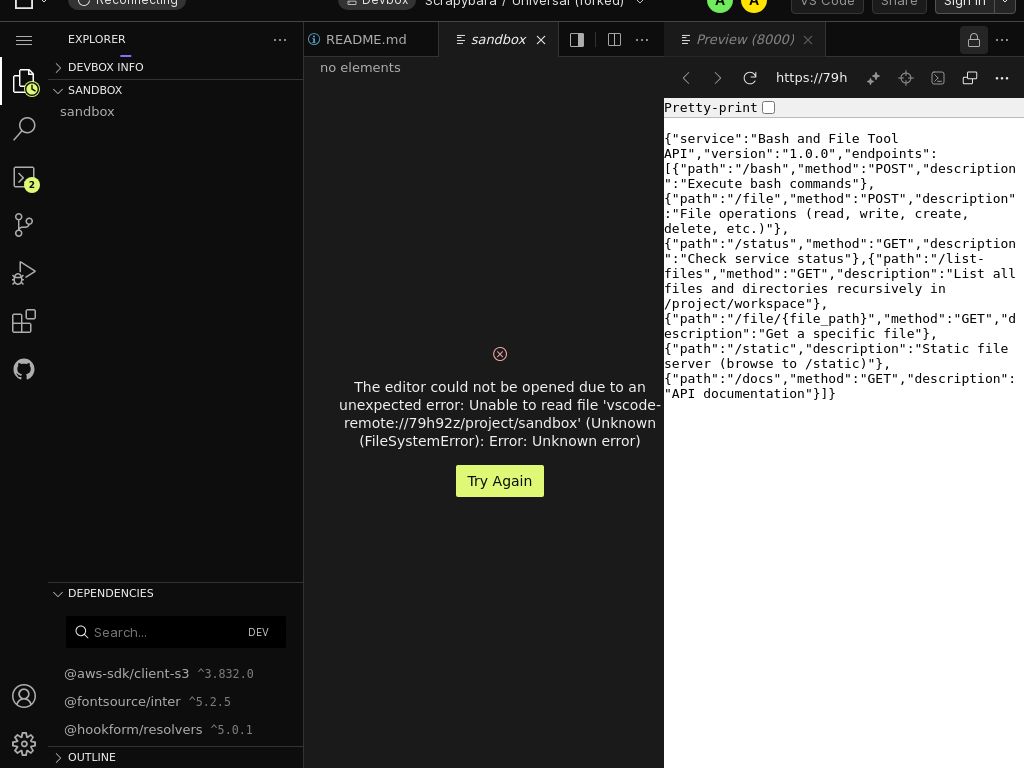 Reconnecting
Devbox
Scrapybara / Universal (forked)
A
A
VS Code
Share
Sign in
EXPLORER
README.md
sandbox
Preview (8000)
DEVBOX INFO
no elements
SANDBOX
sandbox
https://79h
Pretty-print
{"service":"Bash and File Tool
API","version":"1.0.0","endpoints":
[{"path":"/bash","method":"POST","description
":"Execute bash commands"},
{"path":"/file","method":"POST","description"
:"File operations (read, write, create,
delete, etc.)"},
{"path":"/status","method":"GET","description
":"Check service status"},{"path":"/list-
files","method":"GET","description":"List all
files and directories recursively in
/project/workspace"},
{"path":"/file/{file_path}","method":"GET","d
escription":"Get a specific file"},
{"path":"/static","description":"Static file
server (browse to /static)"},
{"path":"/docs","method":"GET","description":
"API documentation"}]}
2
The editor could not be opened due to an
unexpected error: Unable to read file 'vscode-
remote://79h92z/project/sandbox' (Unknown
(FileSystemError): Error: Unknown error)
Try Again
DEPENDENCIES
Search...
DEV
@aws-sdk/client-s3 ^3.832.0
@fontsource/inter ^5.2.5
@hookform/resolvers ^5.0.1
OUTLINE